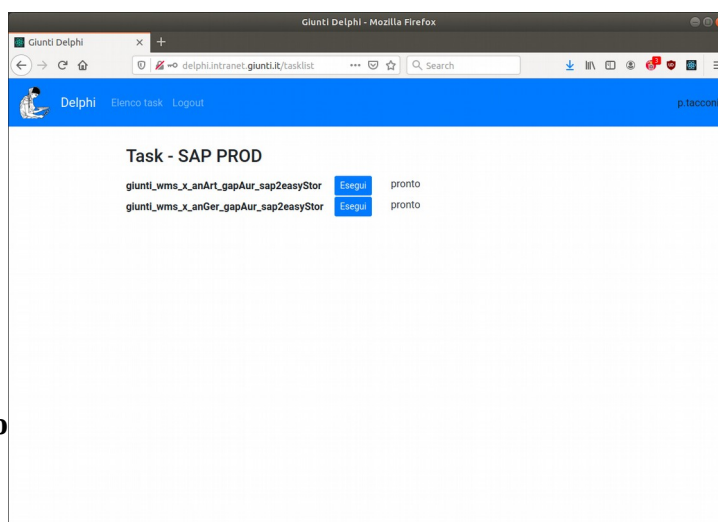 Giunti Delphi - Mozilla Firefox
Giunti Delphi
delphi.intranet.giunti.it/tasklist
Search
3
Delphi Elenco task Logout
p.tacconi
Task - SAP PROD
giunti_wms_x_anArt_gapAur_sap2easyStor Esegui pronto
giunti_wms_x_anGer_gapAur_sap2easyStor Esegui pronto